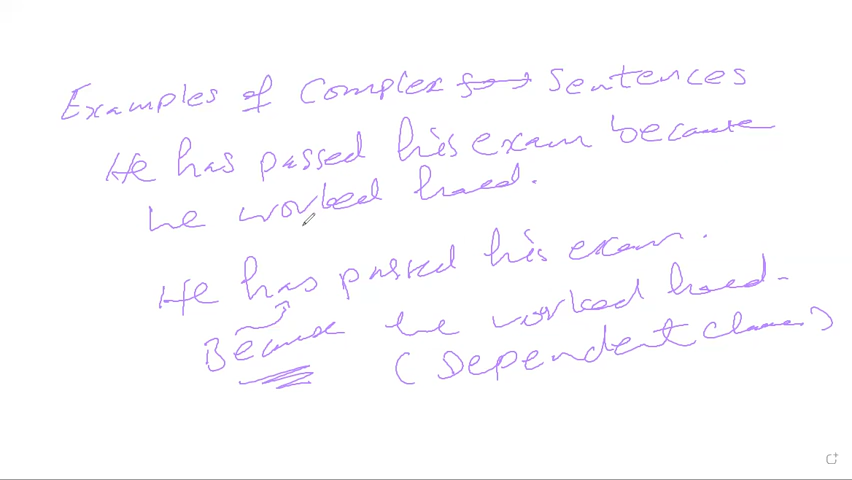 Examples of Complex Sentences
He has passed his exam because
he worked hard.
He has passed his exam.
Because he worked hard.
(Dependent clause)